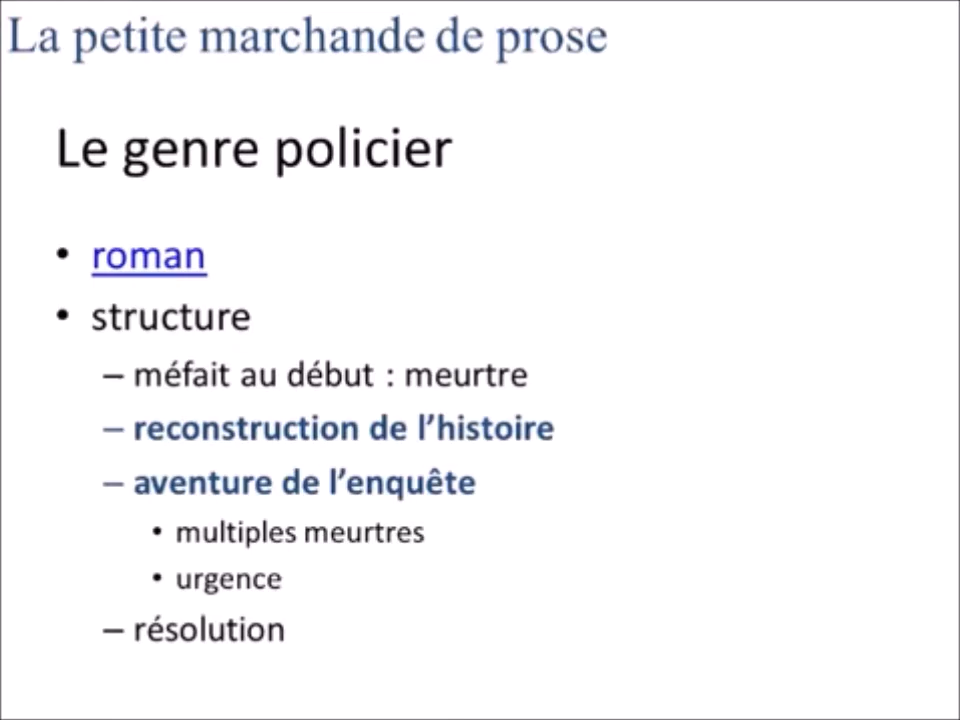 La petite marchande de prose
Le genre policier
• roman
• structure
– méfait au début : meurtre
– reconstruction de l’histoire
– aventure de l’enquête
• multiples meurtres
• urgence
– résolution